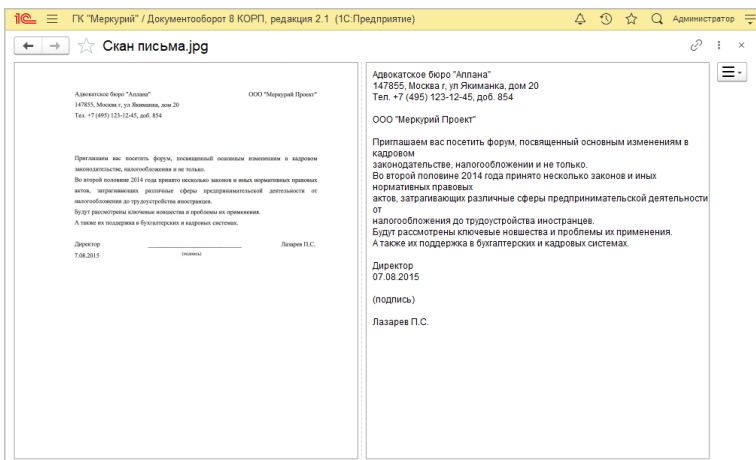 1С ГК "Меркурий" / Документооборот 8 КОРП, редакция 2.1 (1С:Предприятие) Администратор
Скан письма.jpg
Адвокатское бюро "Аплана" ООО "Меркурий Проект"
147855, Москва г, ул Якиманка, дом 20
Тел. +7 (495) 123-12-45, доб. 854
Приглашаем вас посетить форум, посвященный основным изменениям в кадровом
законодательстве, налогообложении и не только.
Во второй половине 2014 года принято несколько законов и иных нормативных правовых
актов, затрагивающих различные сферы предпринимательской деятельности от
налогообложения до трудоустройства иностранцев.
Будут рассмотрены ключевые новшества и проблемы их применения.
А также их поддержка в бухгалтерских и кадровых системах.
Директор Лазарев П.С.
7.08.2015 (подпись)
Адвокатское бюро "Аплана"
147855, Москва г, ул Якиманка, дом 20
Тел. +7 (495) 123-12-45, доб. 854
ООО "Меркурий Проект"
Приглашаем вас посетить форум, посвященный основным изменениям в
кадровом
законодательстве, налогообложении и не только.
Во второй половине 2014 года принято несколько законов и иных
нормативных правовых
актов, затрагивающих различные сферы предпринимательской деятельности
от
налогообложения до трудоустройства иностранцев.
Будут рассмотрены ключевые новшества и проблемы их применения.
А также их поддержка в бухгалтерских и кадровых системах.
Директор
07.08.2015
(подпись)
Лазарев П.С.